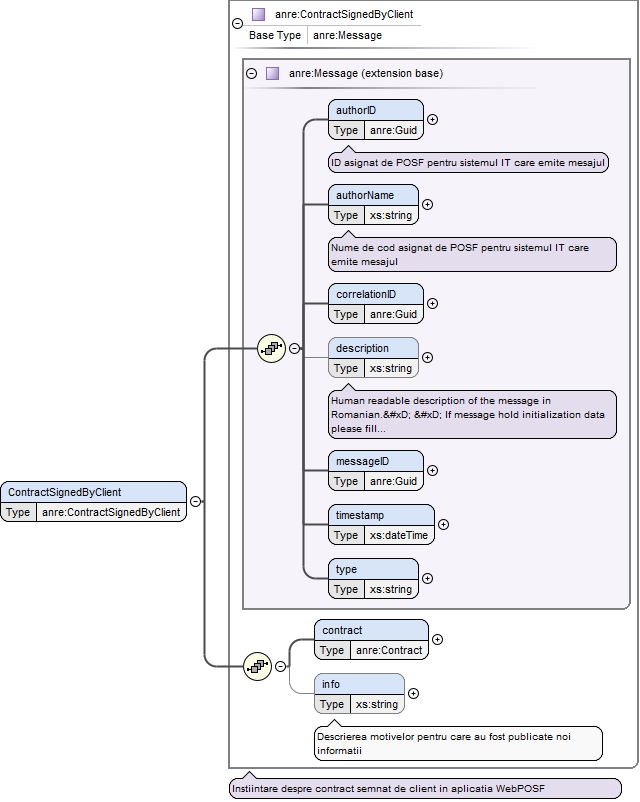 anre:ContractSignedByClient
Base Type anre:Message
anre:Message (extension base)
authorID
Type anre:Guid
ID asignat de POSF pentru sistemul IT care emite mesajul
authorName
Type xs:string
Nume de cod asignat de POSF pentru sistemul IT care
emite mesajul
correlationID
Type anre:Guid
description
Type xs:string
Human readable description of the message in
Romanian.&#xD; &#xD; If message hold initialization data
please fill...
messageID
Type anre:Guid
timestamp
Type xs:dateTime
type
Type xs:string
ContractSignedByClient
Type anre:ContractSignedByClient
contract
Type anre:Contract
info
Type xs:string
Descrierea motivelor pentru care au fost publicate noi
informatii
Instiintare despre contract semnat de client in aplicatia WebPOSF